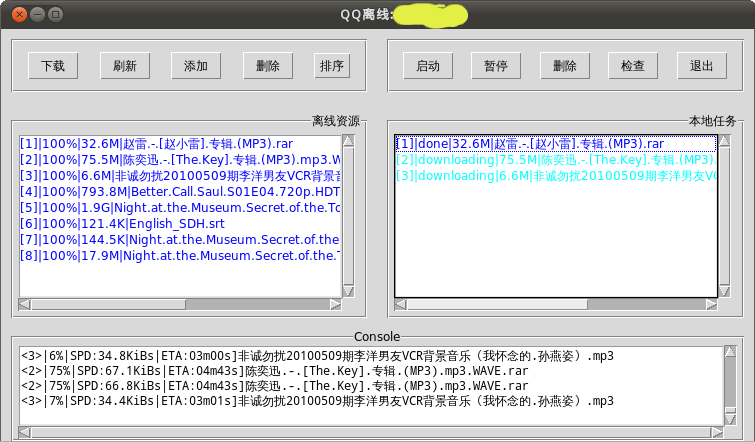 QQ离线:
下载 刷新 添加 删除 排序 启动 暂停 删除 检查 退出
离线资源
[1]|100%|32.6M|赵雷.-.[赵小雷].专辑.(MP3).rar
[2]|100%|75.5M|陈奕迅.-.[The.Key].专辑.(MP3).mp3.W
[3]|100%|6.6M|非诚勿扰20100509期李洋男友VCR背景音
[4]|100%|793.8M|Better.Call.Saul.S01E04.720p.HDT
[5]|100%|1.9G|Night.at.the.Museum.Secret.of.the.To
[6]|100%|121.4K|English_SDH.srt
[7]|100%|144.5K|Night.at.the.Museum.Secret.of.the
[8]|100%|17.9M|Night.at.the.Museum.Secret.of.the.T
本地任务
[1]|done|32.6M|赵雷.-.[赵小雷].专辑.(MP3).rar
[2]|downloading|75.5M|陈奕迅.-.[The.Key].专辑.(MP3)
[3]|downloading|6.6M|非诚勿扰20100509期李洋男友V
Console
<3>|6%|SPD:34.8KiBs|ETA:03m00s]非诚勿扰20100509期李洋男友VCR背景音乐（我怀念的.孙燕姿）.mp3
<2>|75%|SPD:67.1KiBs|ETA:04m43s]陈奕迅.-.[The.Key].专辑.(MP3).mp3.WAVE.rar
<2>|75%|SPD:66.8KiBs|ETA:04m43s]陈奕迅.-.[The.Key].专辑.(MP3).mp3.WAVE.rar
<3>|7%|SPD:34.4KiBs|ETA:03m01s]非诚勿扰20100509期李洋男友VCR背景音乐（我怀念的.孙燕姿）.mp3